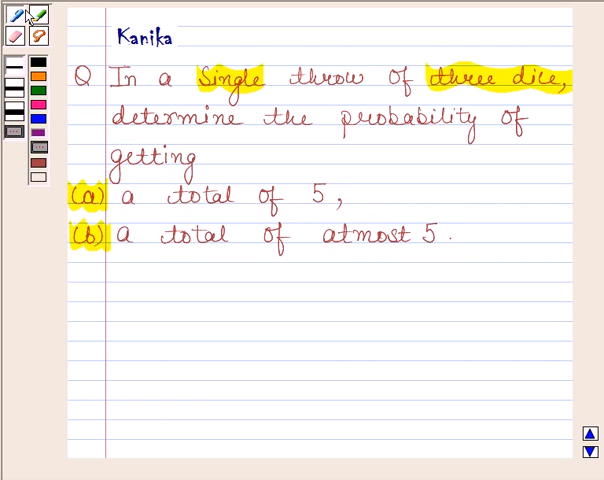 Kanika
Q In a single throw of three dice,
determine the probability of
getting
(a) a total of 5,
(b) a total of atmost 5.